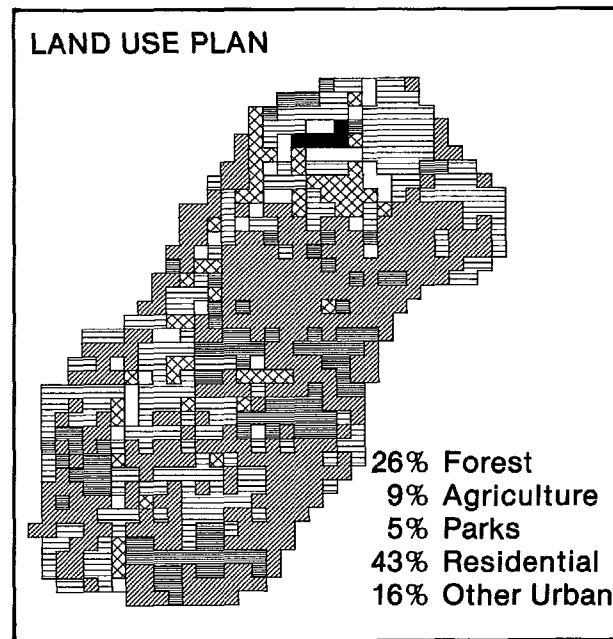 LAND USE PLAN
26% Forest
9% Agriculture
5% Parks
43% Residential
16% Other Urban